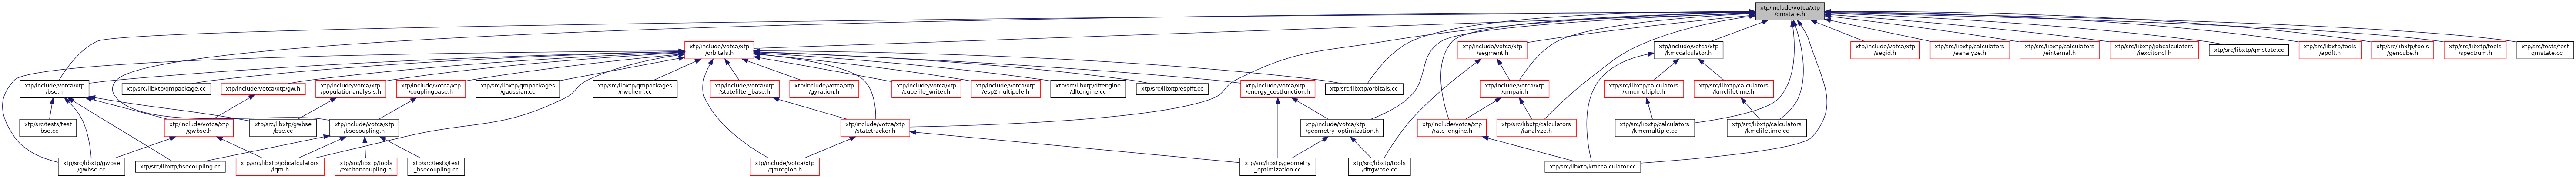 xtp/include/votca/xtp
/qmstate.h
xtp/include/votca/xtp
/orbitals.h
xtp/include/votca/xtp
/segment.h
xtp/include/votca/xtp
/kmccalculator.h
xtp/include/votca/xtp
/segid.h
xtp/src/libxtp/calculators
/eanalyze.h
xtp/src/libxtp/calculators
/einternal.h
xtp/src/libxtp/jobcalculators
/exciton.h
xtp/src/libxtp/qmstate.cc
xtp/src/libxtp/tools
/apdft.h
xtp/src/libxtp/tools
/gencube.h
xtp/src/libxtp/tools
/spectrum.h
xtp/src/tests/test
_qmstate.cc
xtp/include/votca/xtp
/bse.h
xtp/src/libxtp/qmpackage.cc
xtp/include/votca/xtp/gw.h
xtp/include/votca/xtp
/populationanalysis.h
xtp/include/votca/xtp
/couplingbase.h
xtp/src/libxtp/qmpackages
/gaussian.cc
xtp/src/libxtp/qmpackages
/nwchem.cc
xtp/include/votca/xtp
/statefilter_base.h
xtp/include/votca/xtp
/gyration.h
xtp/include/votca/xtp
/cubefile_writer.h
xtp/include/votca/xtp
/esp2multipole.h
xtp/src/libxtp/dftengine
/dftengine.cc
xtp/src/libxtp/espfit.cc
xtp/include/votca/xtp
/energy_costfunction.h
xtp/src/libxtp/orbitals.cc
xtp/include/votca/xtp
/qmpair.h
xtp/src/libxtp/calculators
/kmcmultiple.h
xtp/src/libxtp/calculators
/kmclifetime.h
xtp/src/tests/test
_bse.cc
xtp/include/votca/xtp
/gwbse.h
xtp/src/libxtp/gwbse
/bse.cc
xtp/include/votca/xtp
/bsecoupling.h
xtp/include/votca/xtp
/statetracker.h
xtp/include/votca/xtp
/geometry_optimization.h
xtp/include/votca/xtp
/rate_engine.h
xtp/src/libxtp/calculators
/ianalyze.h
xtp/src/libxtp/calculators
/kmcmultiple.cc
xtp/src/libxtp/calculators
/kmclifetime.cc
xtp/src/libxtp/gwbse
/gwbse.cc
xtp/src/libxtp/bsecoupling.cc
xtp/src/libxtp/jobcalculators
/iqm.h
xtp/src/libxtp/tools
/excitoncoupling.h
xtp/src/tests/test
_bsecoupling.cc
xtp/include/votca/xtp
/qmregion.h
xtp/src/libxtp/geometry
_optimization.cc
xtp/src/libxtp/tools
/dftgwbse.cc
xtp/src/libxtp/kmccalculator.cc